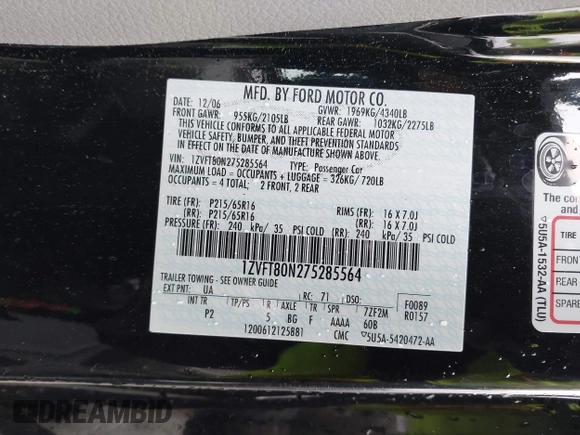 MFD. BY FORD MOTOR CO.
DATE: 12/06 GVWR: 1969KG/4340LB
FRONT GAWR: 955KG/2105LB REAR GAWR: 1032KG/2275LB
THIS VEHICLE CONFORMS TO ALL APPLICABLE FEDERAL MOTOR
VEHICLE SAFETY, BUMPER, AND THEFT PREVENTION STANDARDS
IN EFFECT ON THE DATE OF MANUFACTURE SHOWN ABOVE.
VIN: 1ZVFT80N275285564 TYPE: Passenger Car
MAXIMUM LOAD = OCCUPANTS + LUGGAGE = 326KG/ 720LB
OCCUPANTS = 4 TOTAL; 2 FRONT, 2 REAR
TIRE (FR): P215/65R16 RIMS (FR): 16 X 7.0J
(RR): P215/65R16 (RR): 16 X 7.0J
PRESSURE (FR): 240 kPa/ 35 PSI COLD (RR): 240 kPa/ 35 PSI COLD
1ZVFT80N275285564
TRAILER TOWING - SEE OWNER GUIDE
EXT PNT: UA RC: 71 DSO: F0089
INT TR TP/PS R AXLE TR SPR 7ZF2M R0157
P2 5 BG F AAAA 60B
1200612125881 CMC ▽5U5A-5420472-AA
The con
TIRE
FRONT
REAR
SPARE
▽5U5A-1532-AA (TLU)
DREAMBID